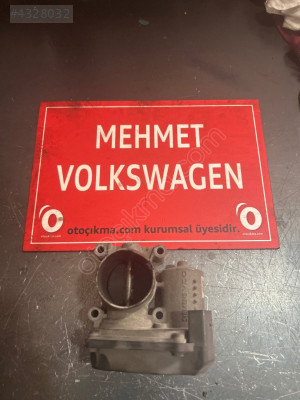 #4328032
MEHMET
VOLKSWAGEN
otoçıkma.com kurumsal üyesidir.